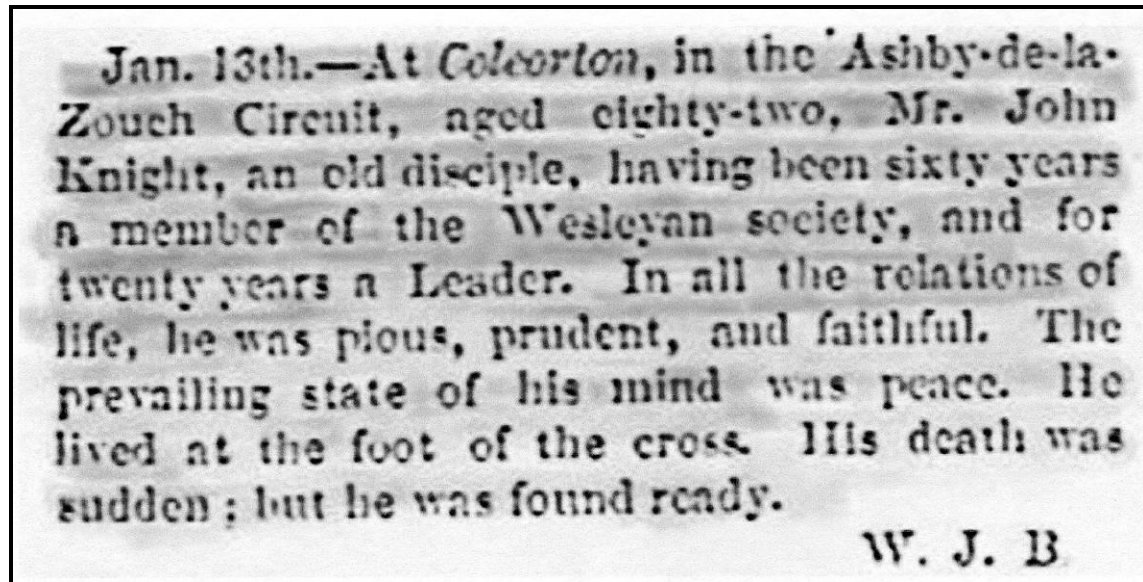 Jan. 13th.—At Coleorton, in the Ashby-de-la-
Zouch Circuit, aged eighty-two, Mr. John
Knight, an old disciple, having been sixty years
a member of the Wesleyan society, and for
twenty years a Leader. In all the relations of
life, he was pious, prudent, and faithful. The
prevailing state of his mind was peace. He
lived at the foot of the cross. His death was
sudden; but he was found ready.
W. J. B